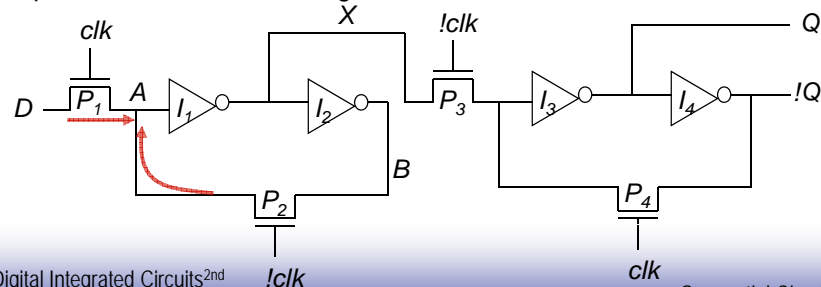 X
clk
!clk
Q
D
P1
A
I1
I2
P3
I3
I4
!Q
B
P2
P4
!clk
clk
Digital Integrated Circuits2nd